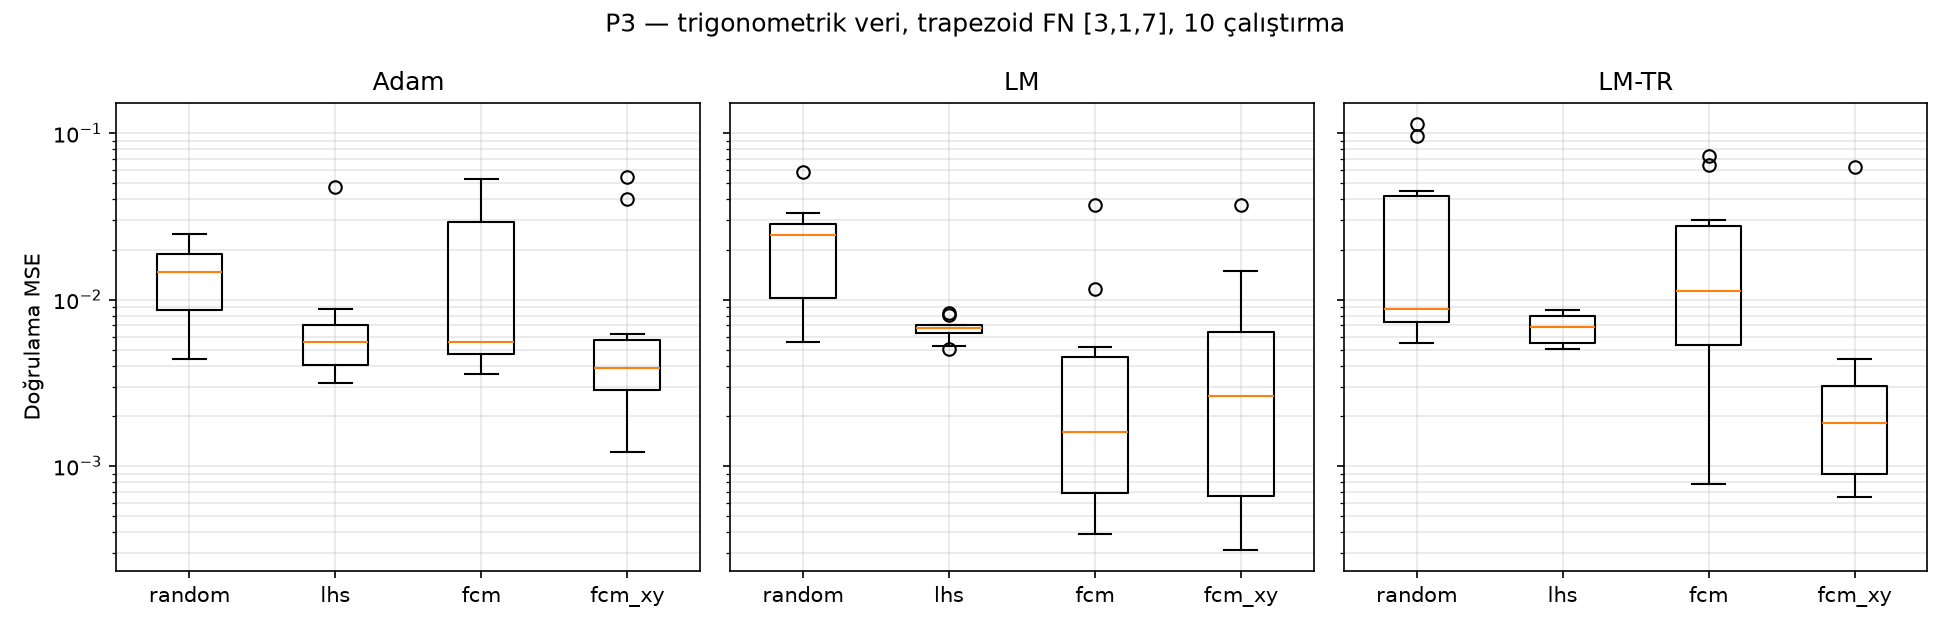 P3 — trigonometrik veri, trapezoid FN [3,1,7], 10 çalıştırma
Adam
LM
LM-TR
Doğrulama MSE
10⁻¹
10⁻²
10⁻³
random lhs fcm fcm_xy
random lhs fcm fcm_xy
random lhs fcm fcm_xy